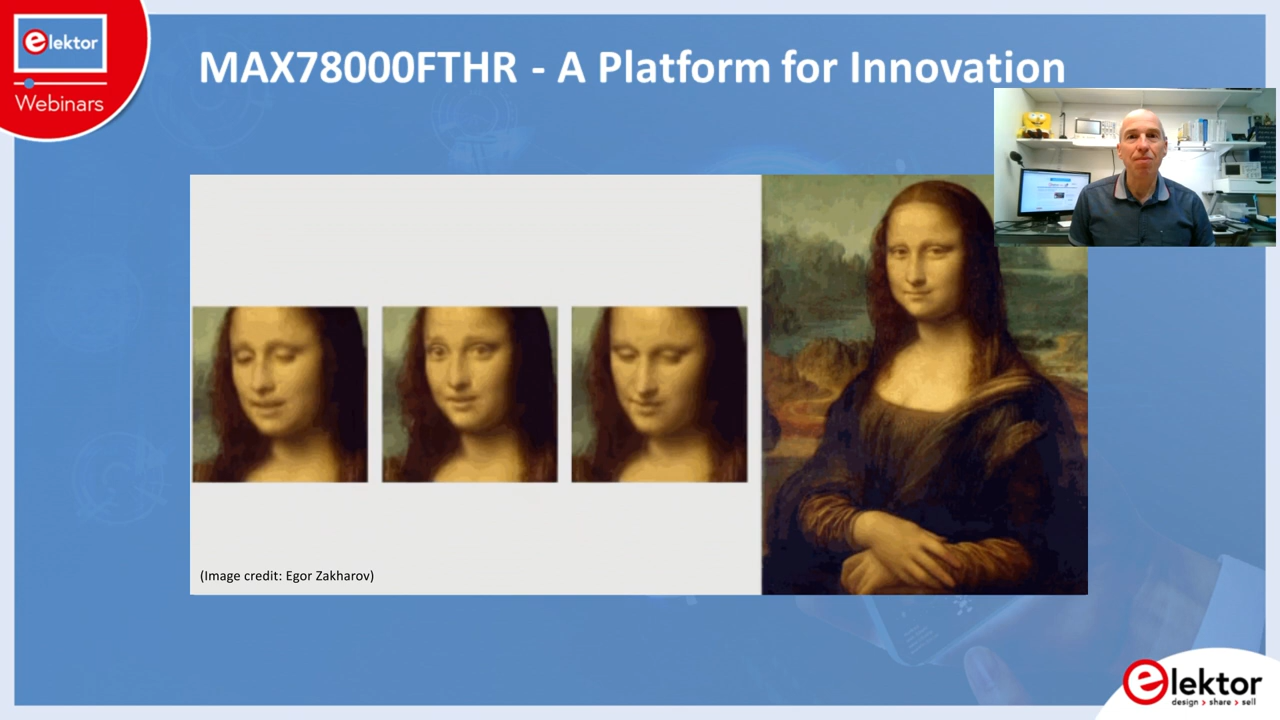 elektor
Webinars
MAX78000FTHR - A Platform for Innovation
(Image credit: Egor Zakharov)
elektor
design › share › sell